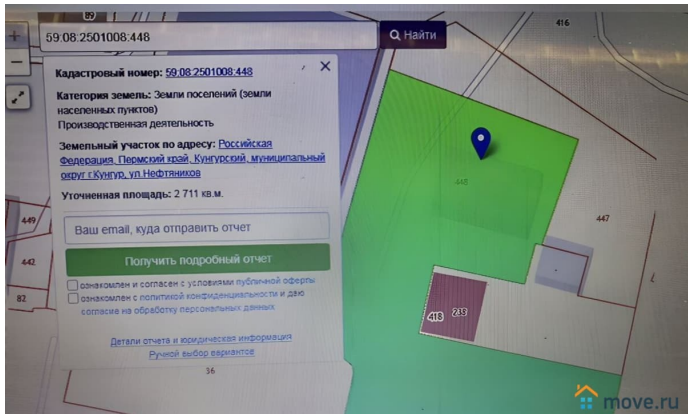 89
416
59:08:2501008:448
Найти
Кадастровый номер: 59:08:2501008:448
Категория земель: Земли поселений (земли
населенных пунктов)
Производственная деятельность
Земельный участок по адресу: Российская
Федерация, Пермский край, Кунгурский, муниципальный
округ г.Кунгур, ул.Нефтяников
Уточненная площадь: 2 711 кв.м.
Ваш email, куда отправить отчет
Получить подробный отчет
ознакомлен и согласен с условиями публичной оферты
ознакомлен с политикой конфиденциальности и даю
согласие на обработку персональных данных
Детали отчета и юридическая информация
Ручной выбор вариантов
448
447
449
442
82
418
238
36
move.ru